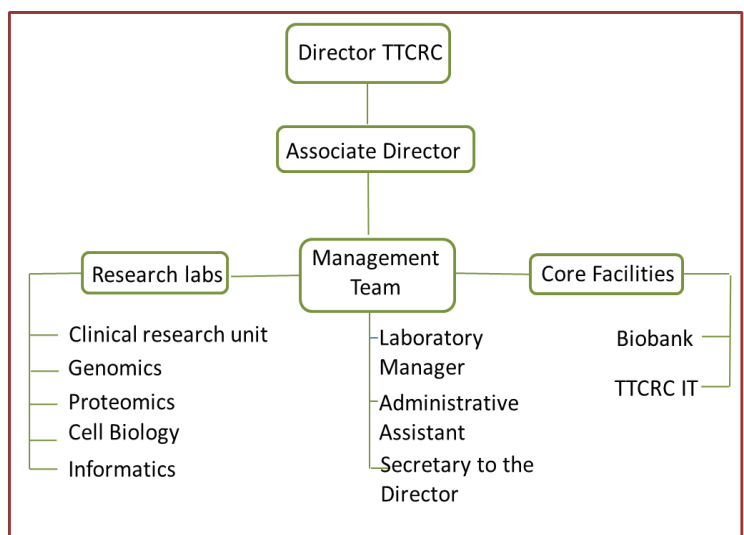 Director TTCRC
Associate Director
Management
Team
Research labs
Core Facilities
Clinical research unit
Genomics
Proteomics
Cell Biology
Informatics
Laboratory
Manager
Administrative
Assistant
Secretary to the
Director
Biobank
TTCRC IT